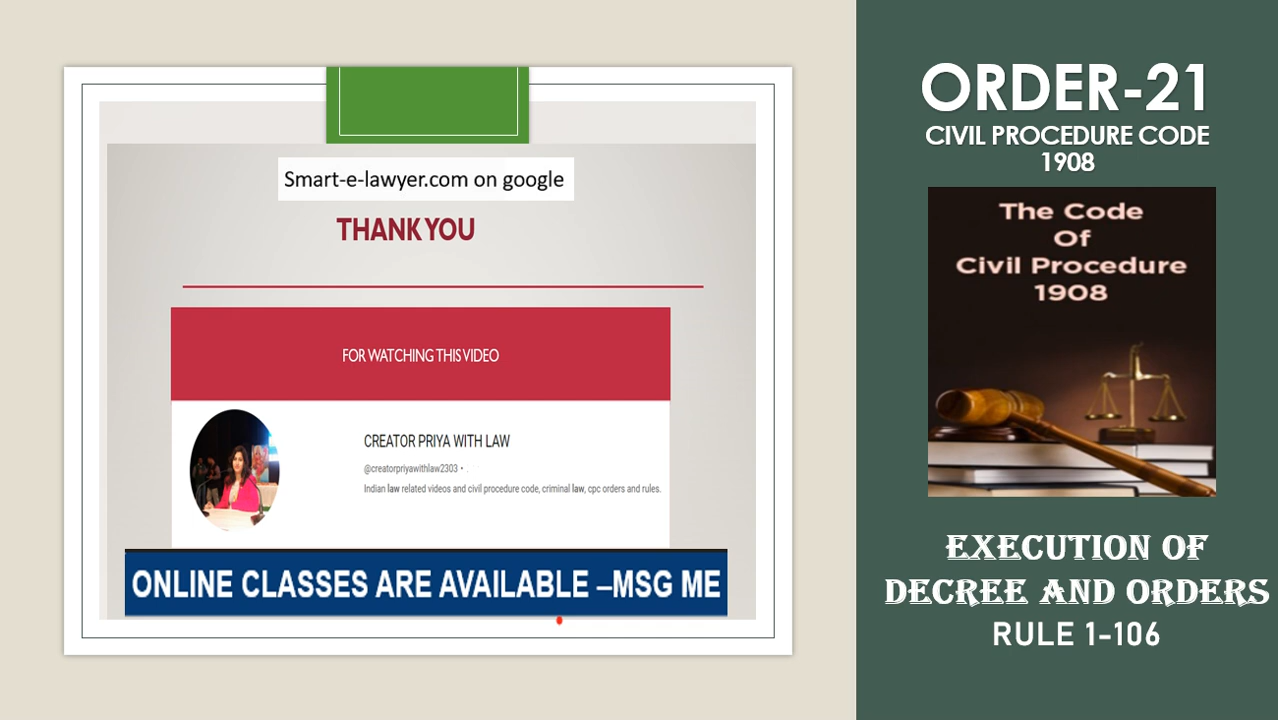 Smart-e-lawyer.com on google
THANK YOU
FOR WATCHING THIS VIDEO
CREATOR PRIYA WITH LAW
@creatorpriyawithlaw2303 •
Indian law related videos and civil procedure code, criminal law, cpc orders and rules.
ONLINE CLASSES ARE AVAILABLE –MSG ME
ORDER-21
CIVIL PROCEDURE CODE
1908
The Code
Of
Civil Procedure
1908
EXECUTION OF
DECREE AND ORDERS
RULE 1-106